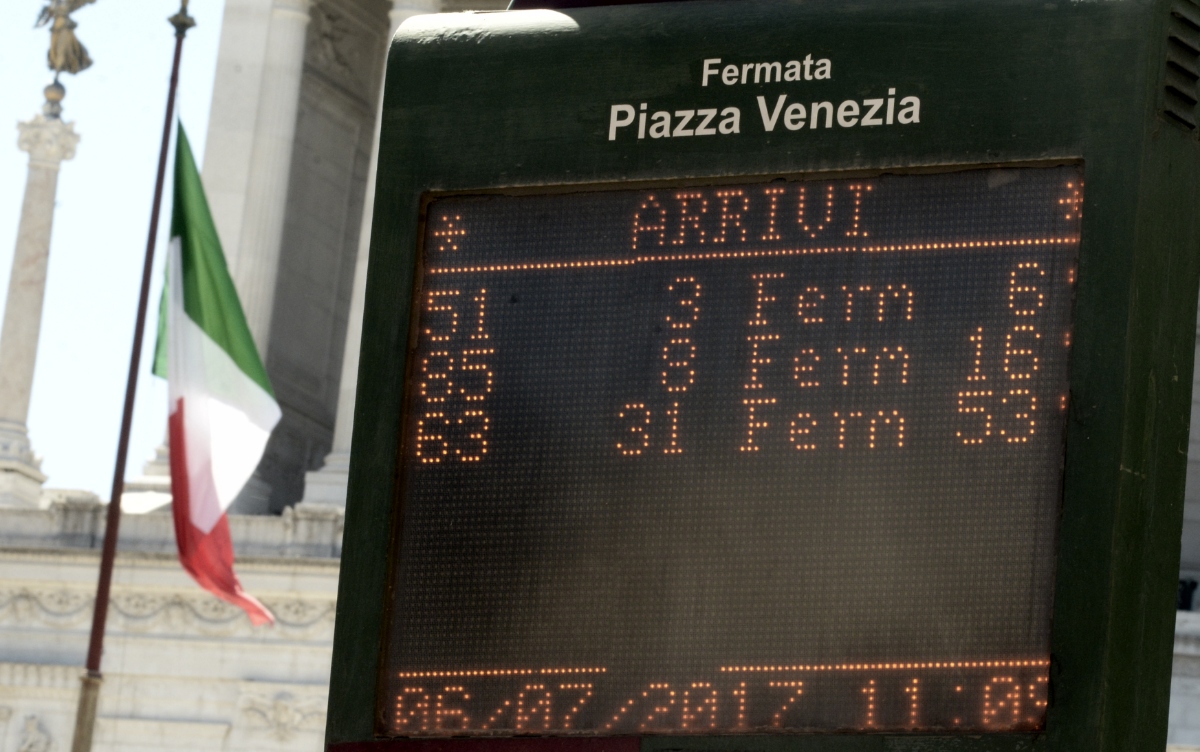 Fermata
Piazza Venezia
* ARRIVI *
51 3 Ferm 6'
85 8 Ferm 16'
63 31 Ferm 53'
06/07/2017 11:09